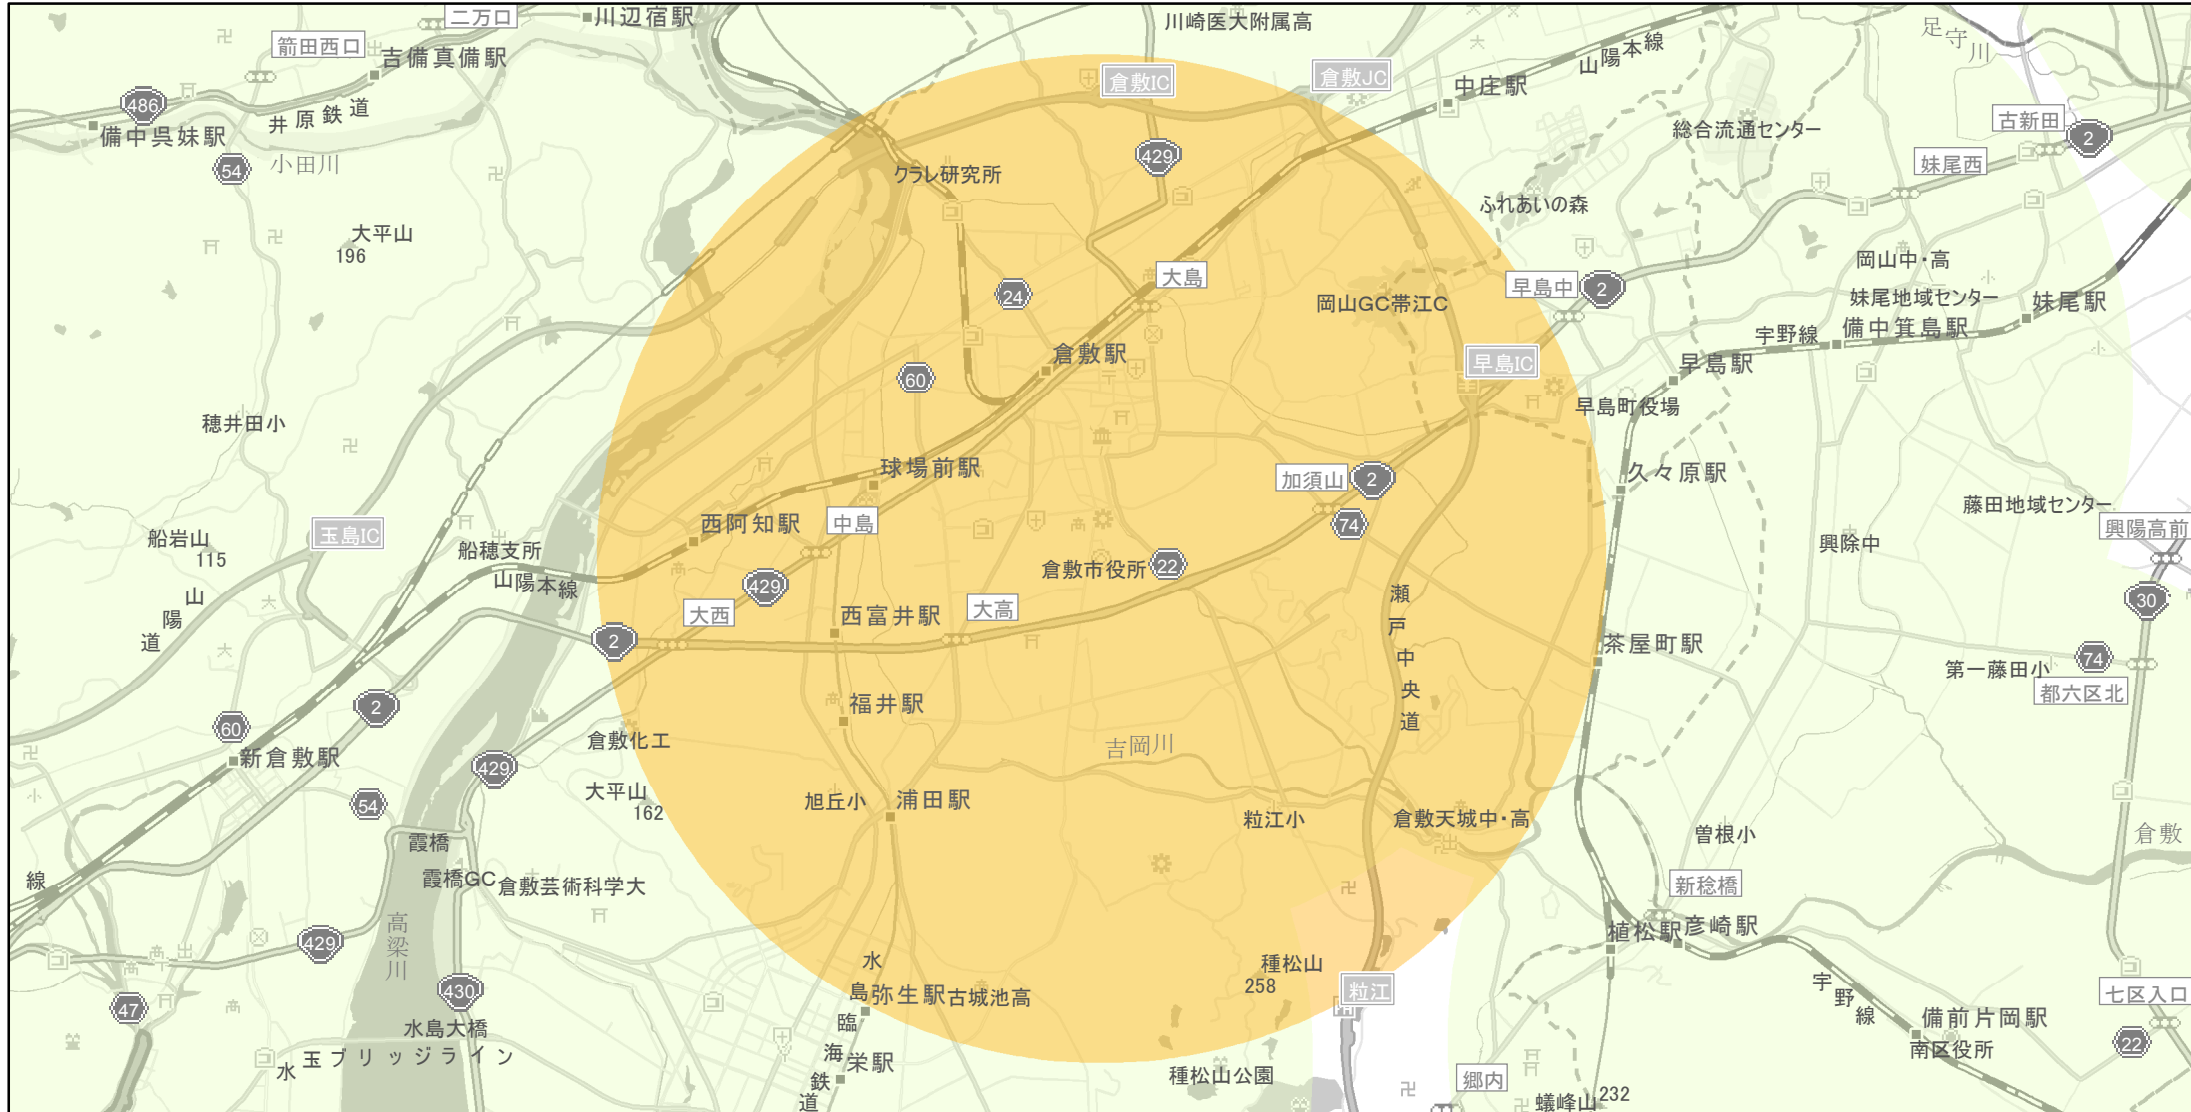 二万口
川辺宿駅
川崎医大附属高
足守川
箭田西口
吉備真備駅
倉敷IC
倉敷JC
中庄駅
山陽本線
486
井原鉄道
備中呉妹駅
小田川
54
429
総合流通センター
古新田
2
妹尾西
クラレ研究所
ふれあいの森
大平山
196
大島
岡山GC帯江C
早島中
2
岡山中・高
妹尾地域センター
妹尾駅
24
宇野線
備中箕島駅
倉敷駅
早島IC
早島駅
60
早島町役場
穂井田小
球場前駅
加須山
2
久々原駅
74
藤田地域センター
興陽高前
西阿知駅
中島
玉島IC
船岩山
115
船穂支所
山陽本線
倉敷市役所
22
興除中
山陽道
429
瀬戸中央道
30
大西
西富井駅
大高
2
茶屋町駅
第一藤田小
74
都六区北
福井駅
2
60
新倉敷駅
倉敷化工
吉岡川
429
大平山
162
54
旭丘小
浦田駅
粒江小
倉敷天城中・高
曽根小
倉敷
霞橋
線
霞橋GC
倉敷芸術科学大
新稔橋
高梁川
429
植松駅
彦崎駅
種松山
258
粒江
宇野線
七区入口
47
430
水島臨海鉄道
弥生駅
古城池高
水島大橋
備前片岡駅
22
南区役所
水玉ブリッジライン
栄駅
種松山公園
郷内
蟻峰山
232